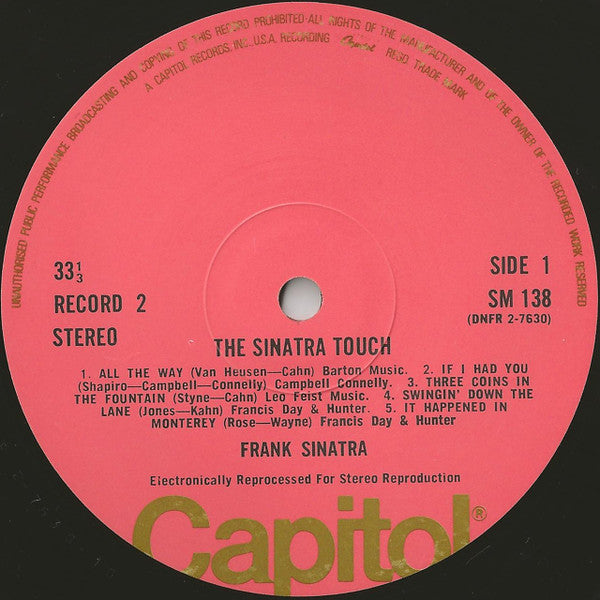 UNAUTHORISED PUBLIC PERFORMANCE BROADCASTING AND COPYING OF THIS RECORD PROHIBITED·ALL RIGHTS OF THE MANUFACTURER AND OF THE OWNER OF THE RECORDED WORK RESERVED
A CAPITOL RECORDS, INC., U.S.A. RECORDING Capitol REGD. TRADE MARK
33⅓
RECORD 2
STEREO
SIDE 1
SM 138
(DNFR 2-7630)
THE SINATRA TOUCH
1. ALL THE WAY (Van Heusen—Cahn) Barton Music. 2. IF I HAD YOU
(Shapiro—Campbell—Connelly) Campbell Connelly. 3. THREE COINS IN
THE FOUNTAIN (Styne—Cahn) Leo Feist Music. 4. SWINGIN' DOWN THE
LANE (Jones—Kahn) Francis Day & Hunter. 5. IT HAPPENED IN
MONTEREY (Rose—Wayne) Francis Day & Hunter
FRANK SINATRA
Electronically Reprocessed For Stereo Reproduction
Capitol®